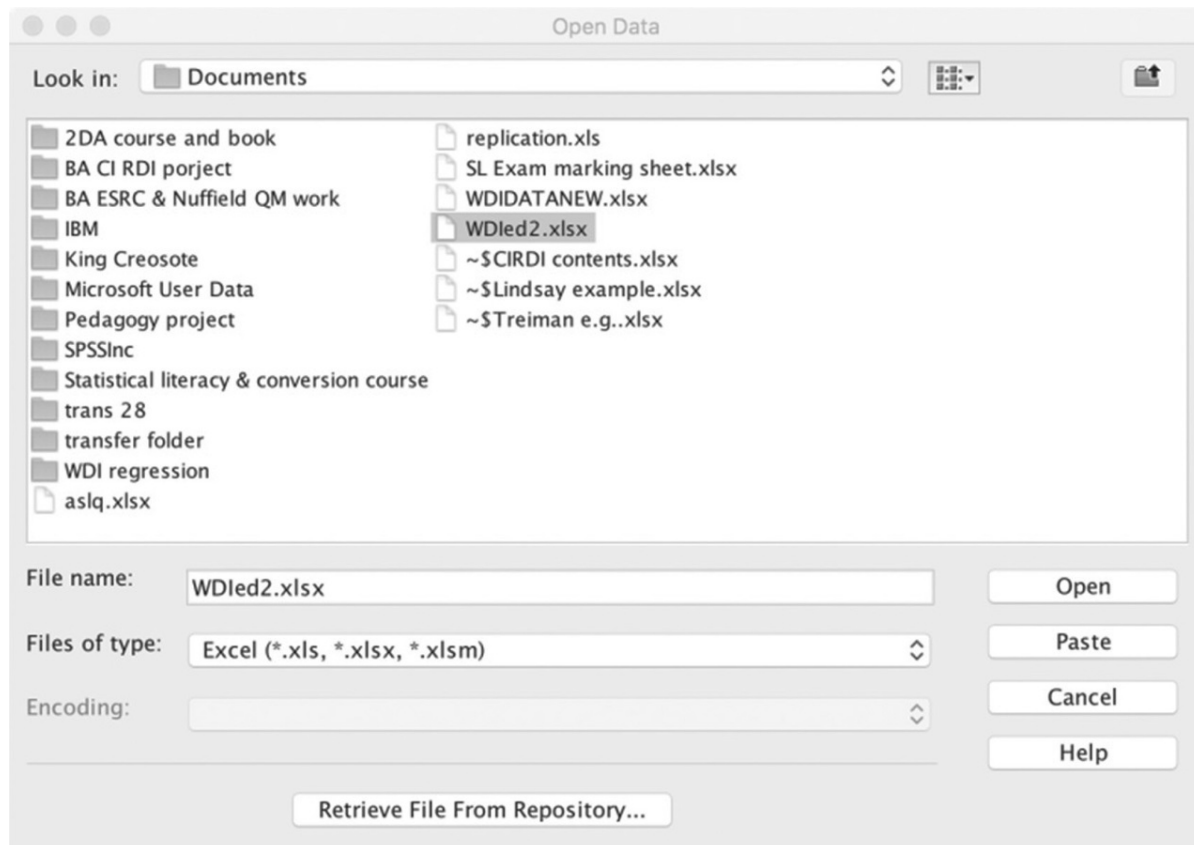 Open Data
Look in: Documents
2DA course and book
BA CI RDI porject
BA ESRC & Nuffield QM work
IBM
King Creosote
Microsoft User Data
Pedagogy project
SPSSInc
Statistical literacy & conversion course
trans 28
transfer folder
WDI regression
aslq.xlsx
replication.xls
SL Exam marking sheet.xlsx
WDIDATANEW.xlsx
WDIed2.xlsx
~$CIRDI contents.xlsx
~$Lindsay example.xlsx
~$Treiman e.g..xlsx
File name: WDIed2.xlsx
Open
Files of type: Excel (*.xls, *.xlsx, *.xlsm)
Paste
Encoding:
Cancel
Help
Retrieve File From Repository...